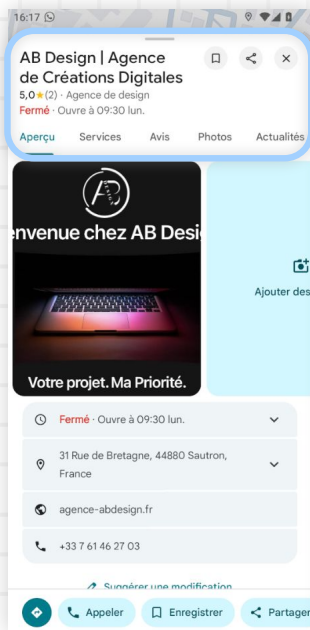 16:17
AB Design | Agence
de Créations Digitales
5,0★(2) · Agence de design
Fermé · Ouvre à 09:30 lun.
Aperçu Services Avis Photos Actualités
AB
DESIGN
envenue chez AB Desi
Ajouter des
Votre projet. Ma Priorité.
Fermé · Ouvre à 09:30 lun.
31 Rue de Bretagne, 44880 Sautron,
France
agence-abdesign.fr
+33 7 61 46 27 03
Suggérer une modification
Appeler Enregistrer Partager